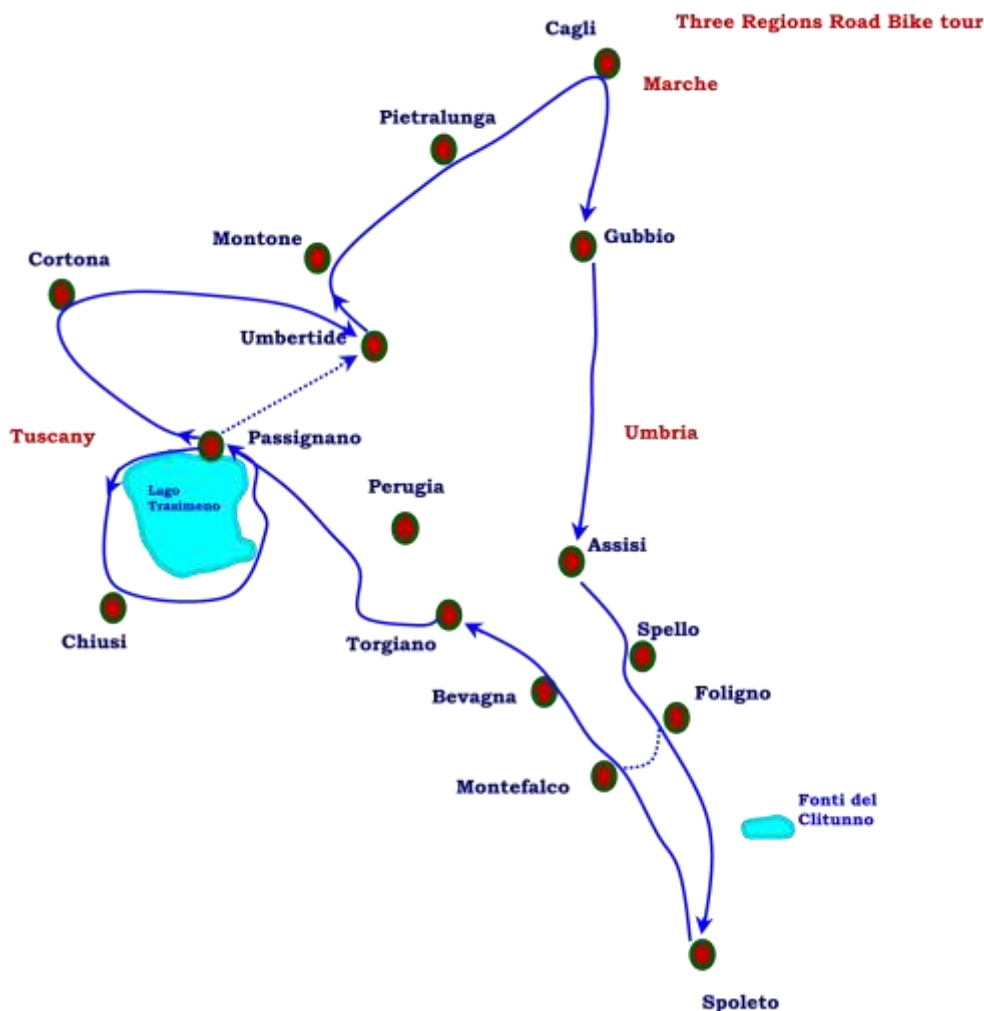 Three Regions Road Bike tour
Cagli
Marche
Pietralunga
Montone
Gubbio
Cortona
Umbertide
Tuscany
Passignano
Umbria
Perugia
Lago
Trasimeno
Assisi
Chiusi
Torgiano
Spello
Bevagna
Foligno
Montefalco
Fonti del
Clitunno
Spoleto